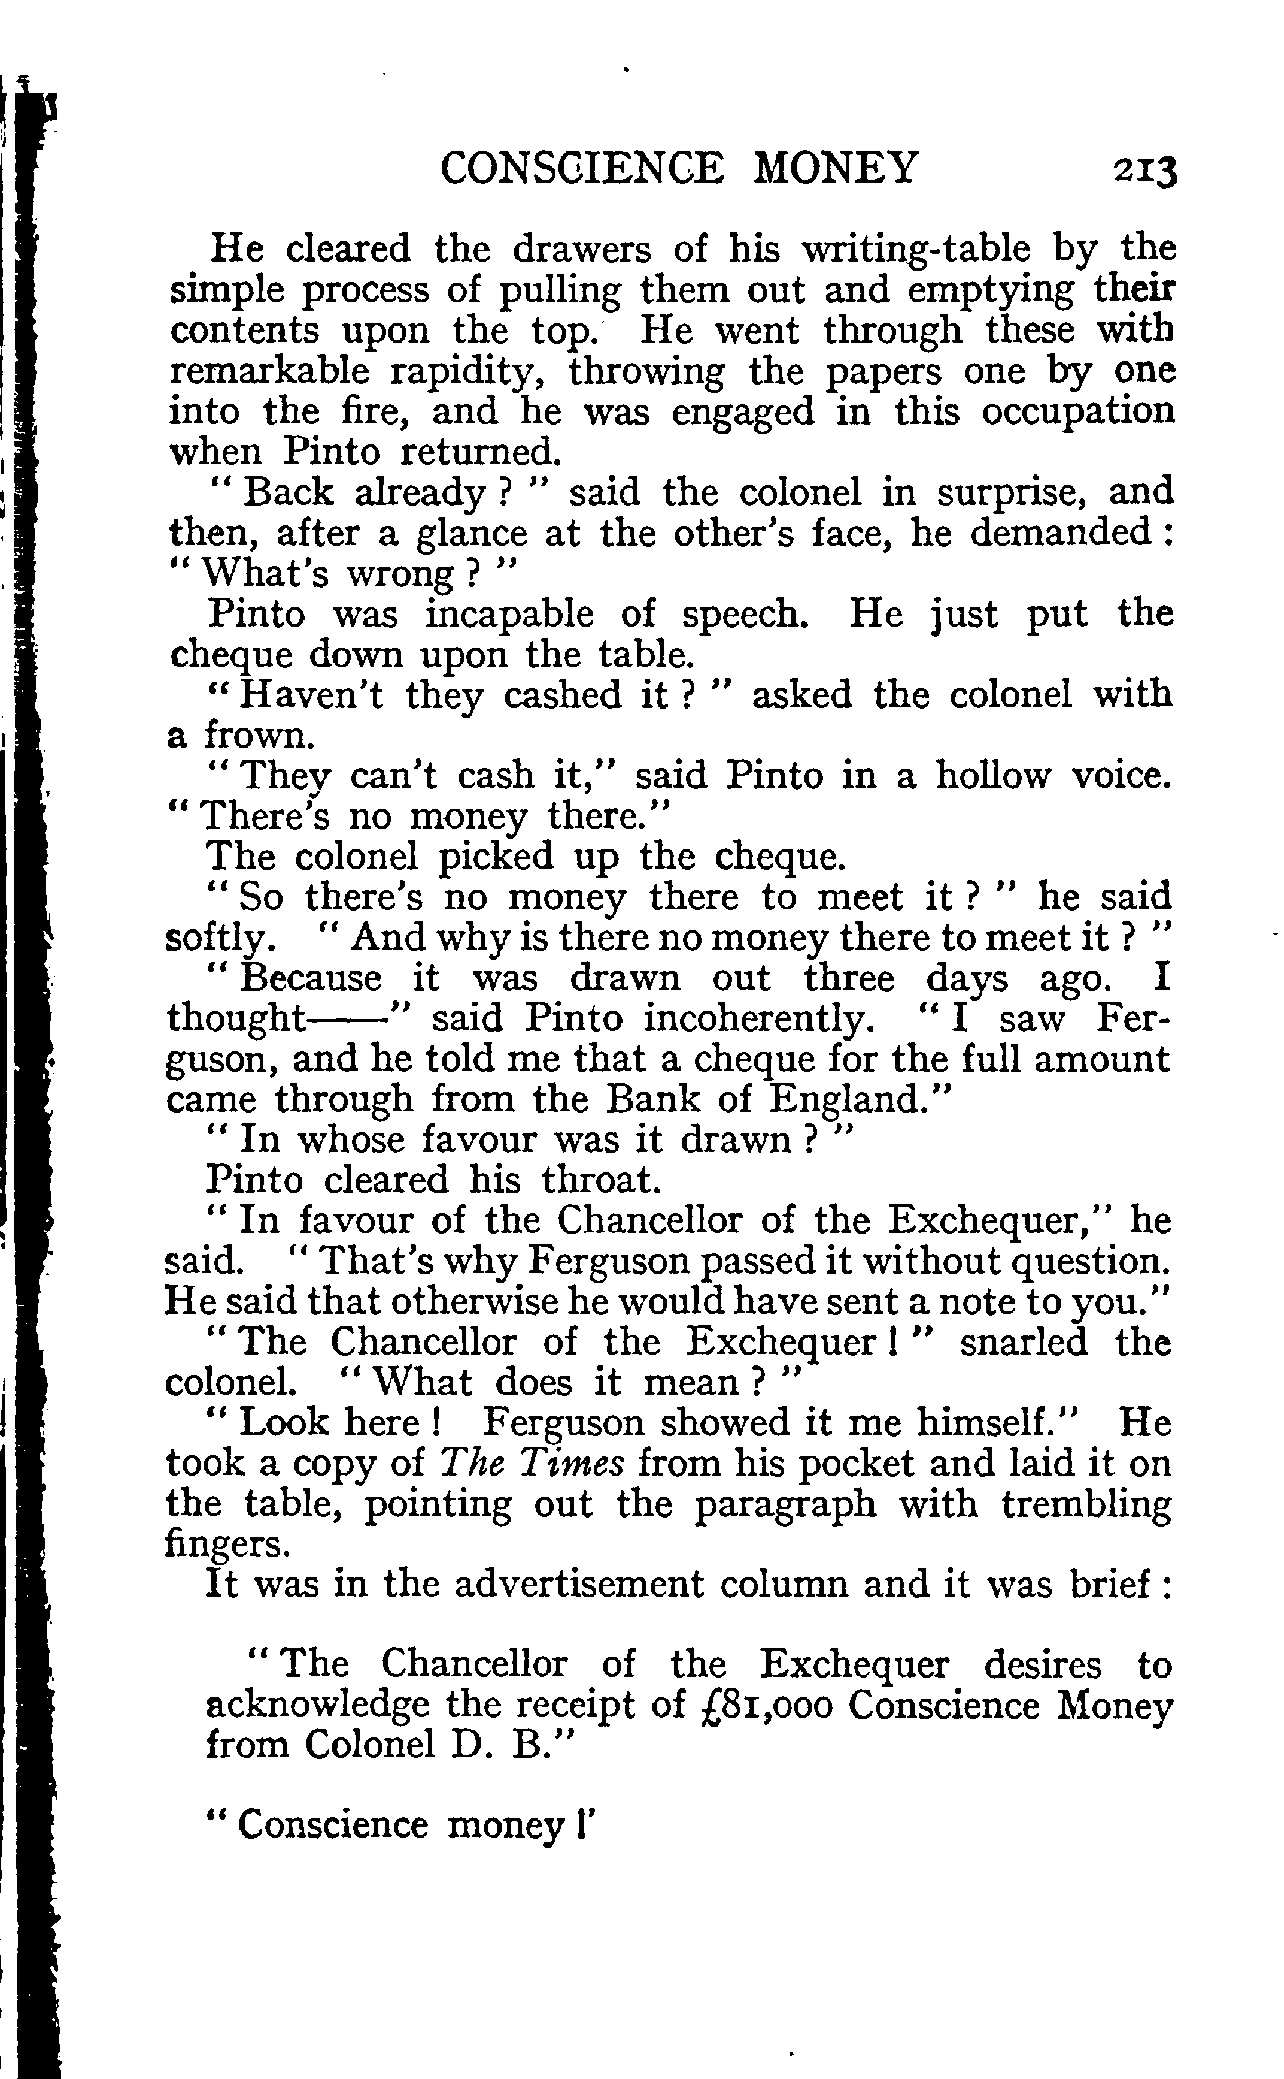 CONSCIENCE MONEY 213
He cleared the drawers of his writing-table by the
simple process of pulling them out and emptying their
contents upon the top. He went through these with
remarkable rapidity, throwing the papers one by one
into the fire, and he was engaged in this occupation
when Pinto returned.
" Back already ? " said the colonel in surprise, and
then, after a glance at the other's face, he demanded :
" What's wrong ? "
Pinto was incapable of speech. He just put the
cheque down upon the table.
" Haven't they cashed it ? " asked the colonel with
a frown.
" They can't cash it," said Pinto in a hollow voice.
" There's no money there."
The colonel picked up the cheque.
" So there's no money there to meet it ? " he said
softly. " And why is there no money there to meet it ? "
" Because it was drawn out three days ago. I
thought——" said Pinto incoherently. " I saw Fer-
guson, and he told me that a cheque for the full amount
came through from the Bank of England."
" In whose favour was it drawn ? "
Pinto cleared his throat.
" In favour of the Chancellor of the Exchequer," he
said. " That's why Ferguson passed it without question.
He said that otherwise he would have sent a note to you."
" The Chancellor of the Exchequer ! " snarled the
colonel. " What does it mean ? "
" Look here ! Ferguson showed it me himself." He
took a copy of The Times from his pocket and laid it on
the table, pointing out the paragraph with trembling
fingers.
It was in the advertisement column and it was brief :
" The Chancellor of the Exchequer desires to
acknowledge the receipt of £81,000 Conscience Money
from Colonel D. B."
" Conscience money !'